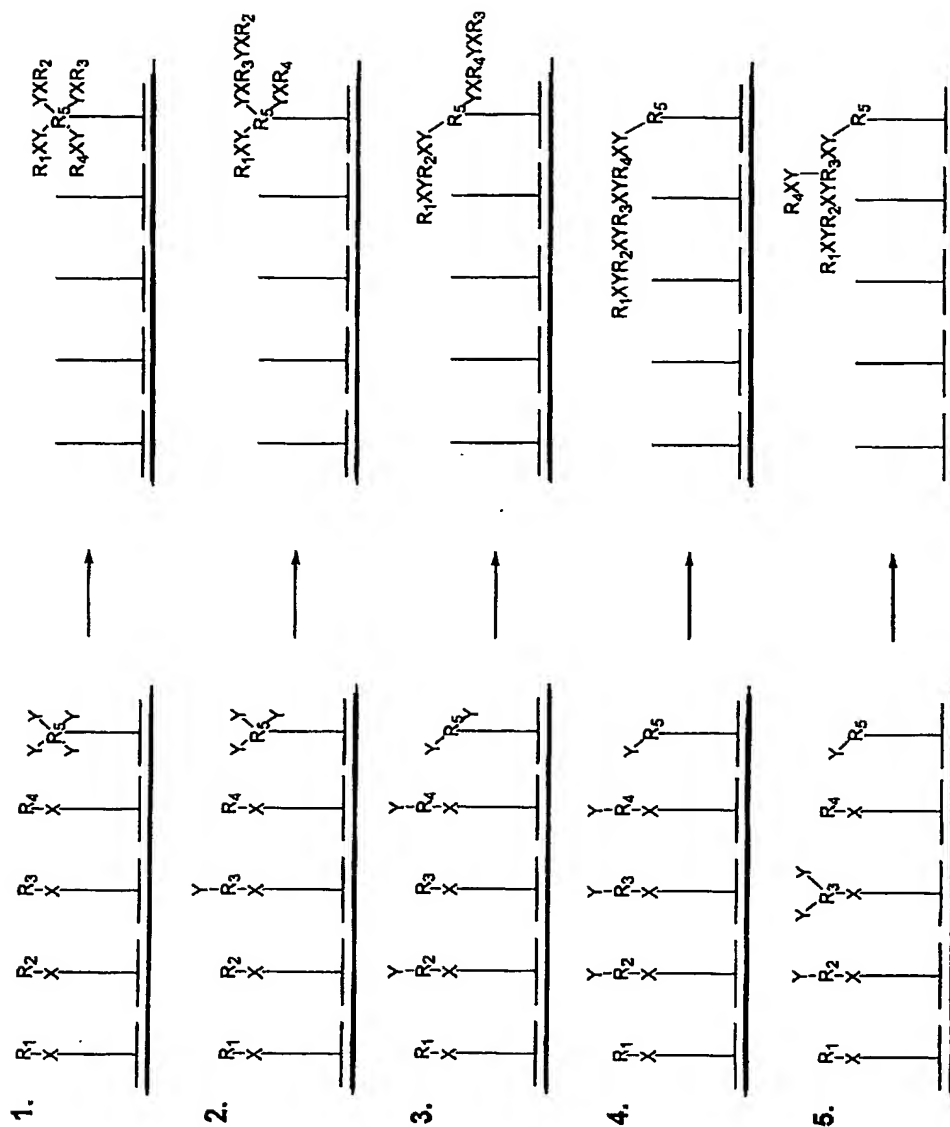 1.
R₁ R₂ R₃ R₄ Y Y
X X X X R₅
Y Y
R₁XY YXR₂
R₅
R₄XY YXR₃
2.
Y
R₁ R₂ R₃ R₄ Y Y
X X X X R₅
Y
R₁XY YXR₃YXR₂
R₅
YXR₄
3.
Y Y
R₁ R₂ R₃ R₄ Y
X X X X R₅
Y
R₁XYR₂XY
R₅
YXR₄YXR₃
4.
Y Y Y
R₁ R₂ R₃ R₄ Y
X X X X R₅
R₁XYR₂XYR₃XYR₄XY
R₅
5.
Y Y Y
R₁ R₂ R₃ R₄ Y
X X X X R₅
R₄XY
R₁XYR₂XYR₃XY
R₅